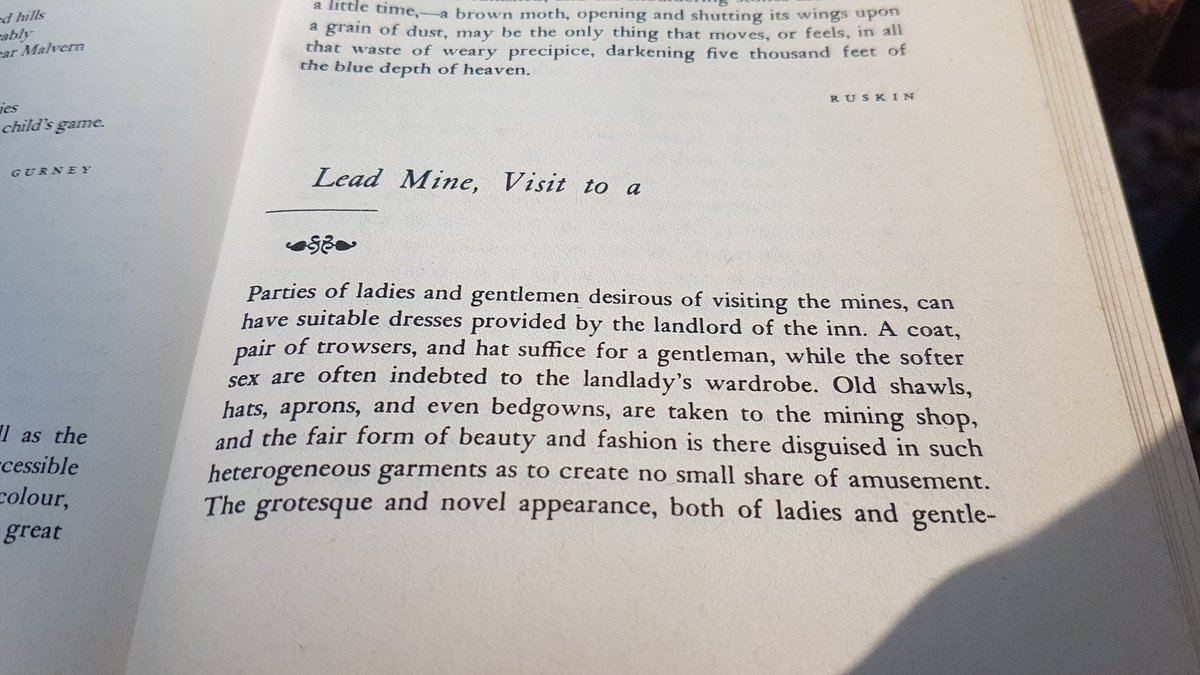 d hills
ably
ar Malvern
ies
child's game.
GURNEY
ll as the
ccessible
colour,
great
a little time,—a brown moth, opening and shutting its wings upon
a grain of dust, may be the only thing that moves, or feels, in all
that waste of weary precipice, darkening five thousand feet of
the blue depth of heaven.
RUSKIN
Lead Mine, Visit to a
Parties of ladies and gentlemen desirous of visiting the mines, can
have suitable dresses provided by the landlord of the inn. A coat,
pair of trowsers, and hat suffice for a gentleman, while the softer
sex are often indebted to the landlady's wardrobe. Old shawls,
hats, aprons, and even bedgowns, are taken to the mining shop,
and the fair form of beauty and fashion is there disguised in such
heterogeneous garments as to create no small share of amusement.
The grotesque and novel appearance, both of ladies and gentle-